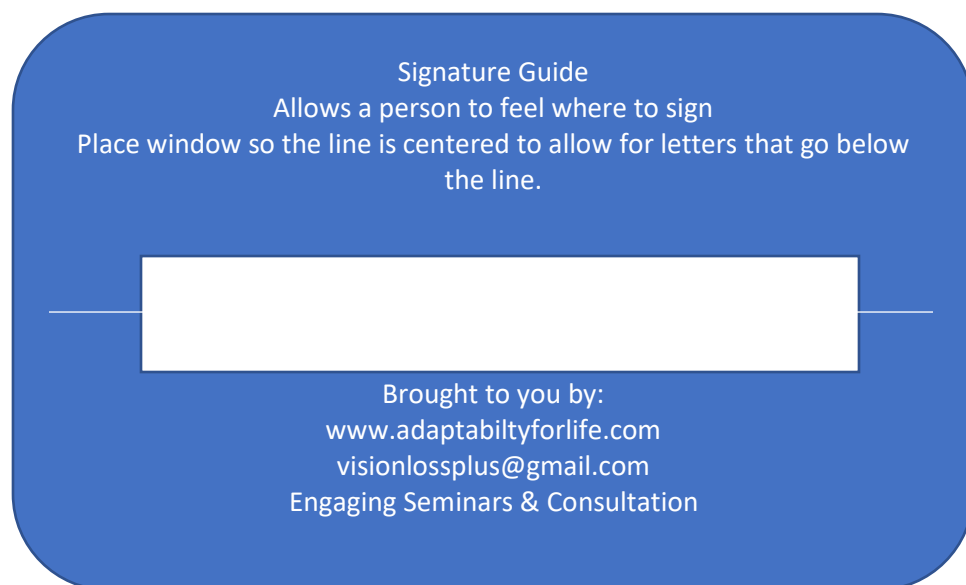 Signature Guide
Allows a person to feel where to sign
Place window so the line is centered to allow for letters that go below
the line.
Brought to you by:
www.adaptabiltyforlife.com
visionlossplus@gmail.com
Engaging Seminars & Consultation